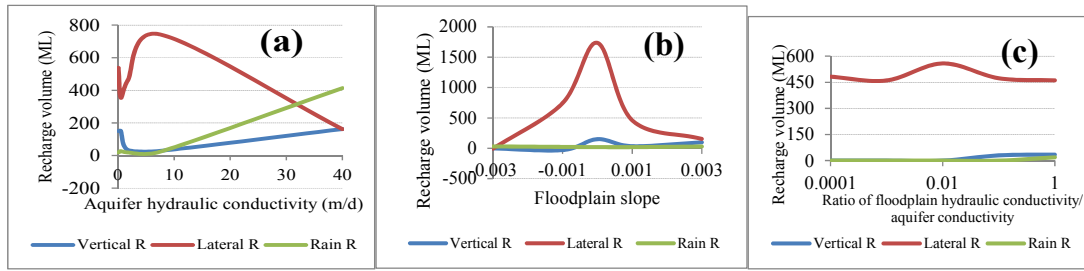 (a)
Recharge volume (ML)
800
600
400
200
0
-200
0 10 20 30 40
Aquifer hydraulic conductivity (m/d)
Vertical R Lateral R Rain R
(b)
Recharge volume (ML)
2000
1500
1000
500
0
-500
-0.003 -0.001 0.001 0.003
Floodplain slope
Vertical R Lateral R Rain R
(c)
Recharge volume (ML)
600
450
300
150
0
0.0001 0.01 1
Ratio of floodplain hydraulic conductivity/
aquifer conductivity
Vertical R Lateral R Rain R